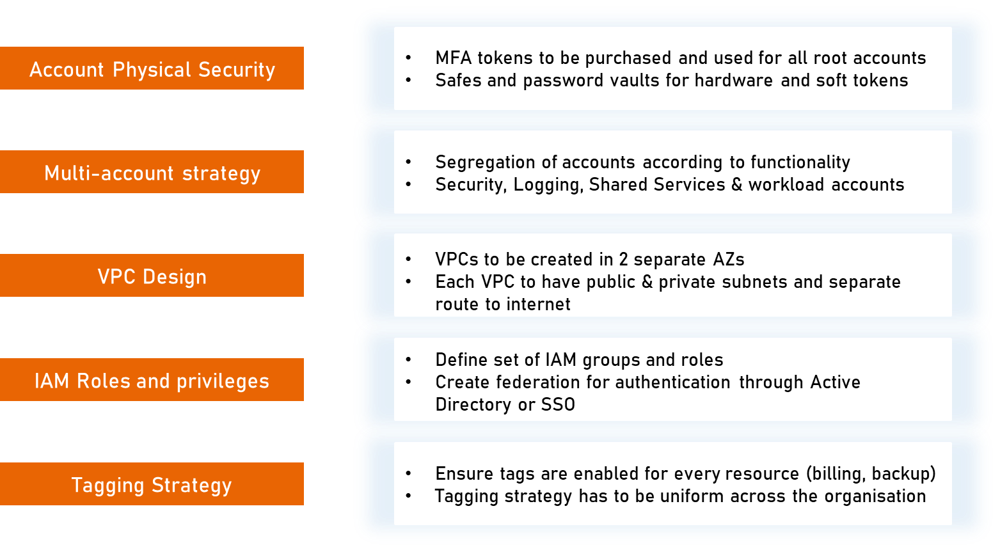 Account Physical Security
• MFA tokens to be purchased and used for all root accounts
• Safes and password vaults for hardware and soft tokens
Multi-account strategy
• Segregation of accounts according to functionality
• Security, Logging, Shared Services & workload accounts
VPC Design
• VPCs to be created in 2 separate AZs
• Each VPC to have public & private subnets and separate
route to internet
IAM Roles and privileges
• Define set of IAM groups and roles
• Create federation for authentication through Active
Directory or SSO
Tagging Strategy
• Ensure tags are enabled for every resource (billing, backup)
• Tagging strategy has to be uniform across the organisation